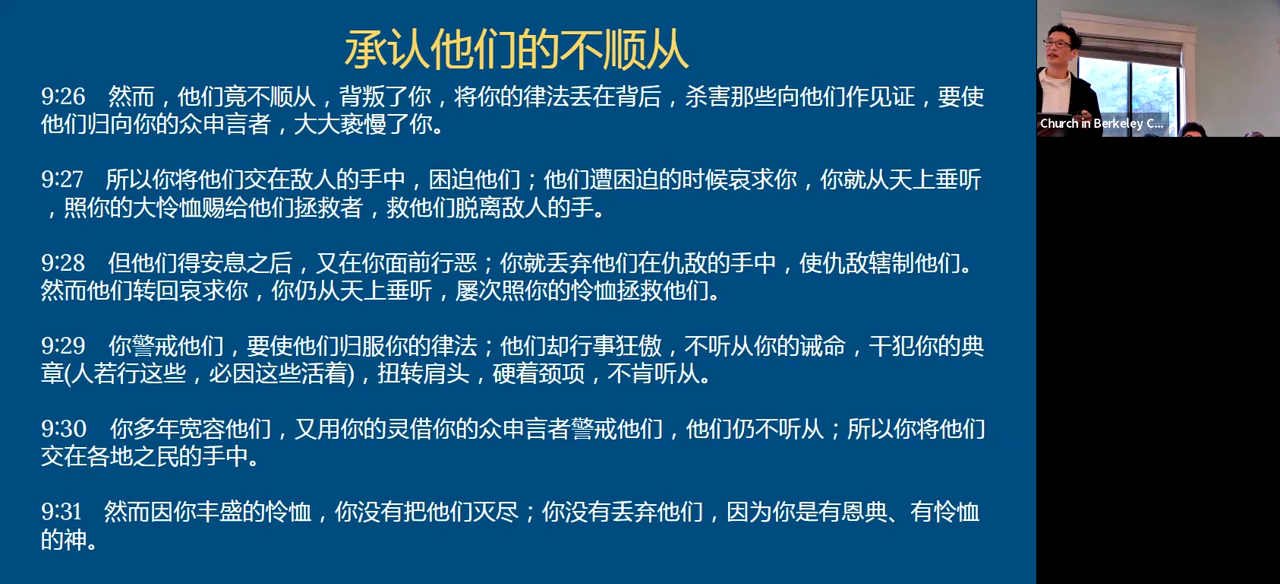 承认他们的不顺从
9:26 然而，他们竟不顺从，背叛了你，将你的律法丢在背后，杀害那些向他们作见证，要使
他们归向你的众申言者，大大亵慢了你。
9:27 所以你将他们交在敌人的手中，困迫他们；他们遭困迫的时候哀求你，你就从天上垂听
，照你的大怜恤赐给他们拯救者，救他们脱离敌人的手。
9:28 但他们得安息之后，又在你面前行恶；你就丢弃他们在仇敌的手中，使仇敌辖制他们。
然而他们转回哀求你，你仍从天上垂听，屡次照你的怜恤拯救他们。
9:29 你警戒他们，要使他们归服你的律法；他们却行事狂傲，不听从你的诫命，干犯你的典
章(人若行这些，必因这些活着)，扭转肩头，硬着颈项，不肯听从。
9:30 你多年宽容他们，又用你的灵借你的众申言者警戒他们，他们仍不听从；所以你将他们
交在各地之民的手中。
9:31 然而因你丰盛的怜恤，你没有把他们灭尽；你没有丢弃他们，因为你是有恩典、有怜恤
的神。
Church in Berkeley C...